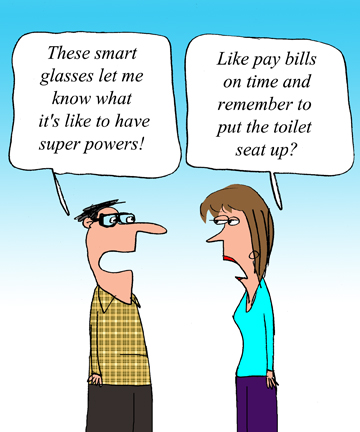 These smart
glasses let me
know what
it's like to have
super powers!
Like pay bills
on time and
remember to
put the toilet
seat up?